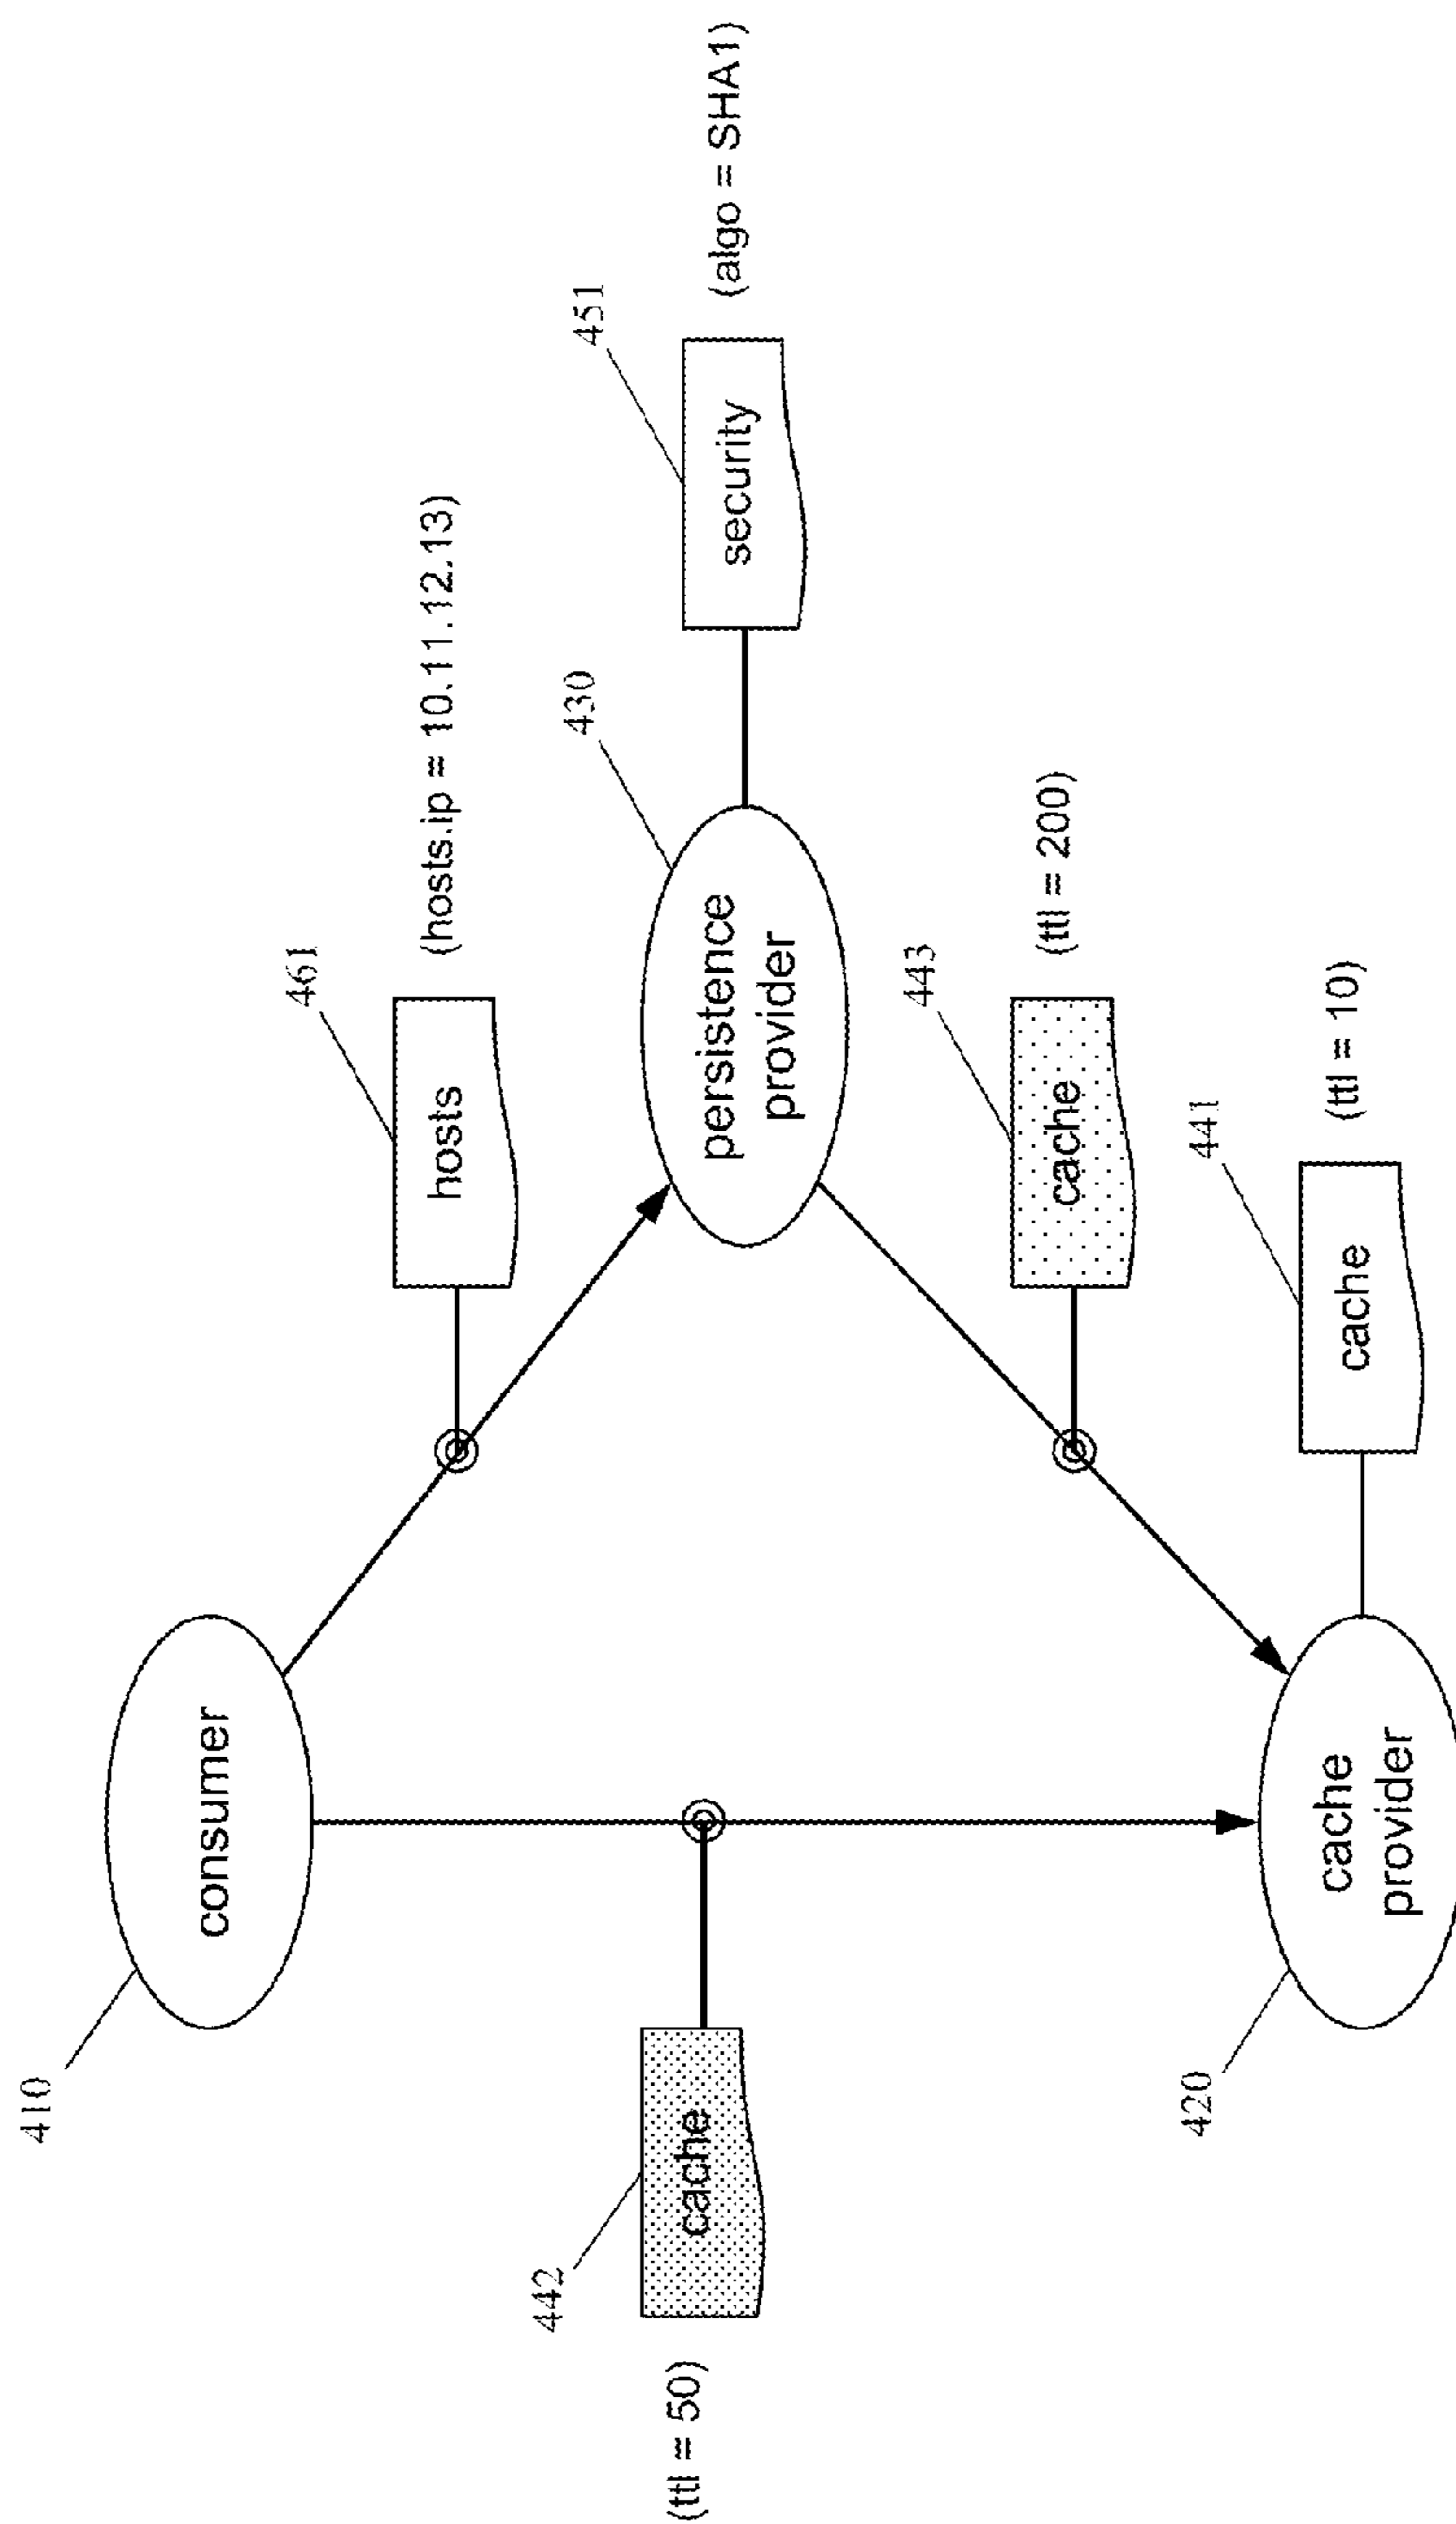 410
consumer
461
hosts
(hosts.ip = 10.11.12.13)
442
(ttl = 50)
cache
430
persistence
provider
451
security
(algo = SHA1)
443
cache
(ttl = 200)
420
cache
provider
441
cache
(ttl = 10)